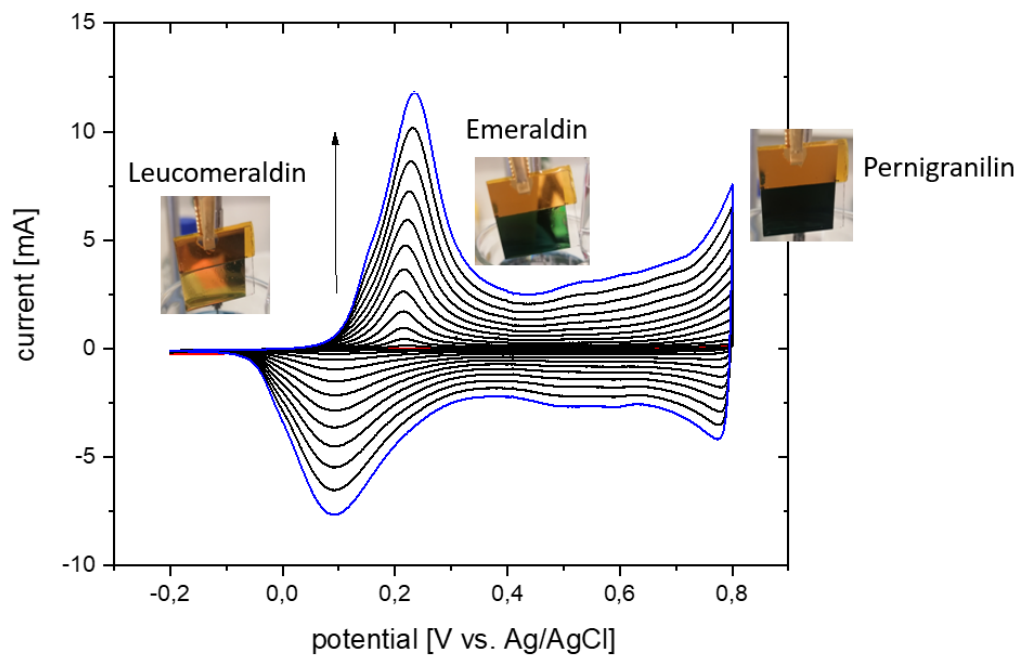 15
10
5
0
-5
-10
current [mA]
Leucomeraldin
Emeraldin
Pernigranilin
-0,2 0,0 0,2 0,4 0,6 0,8
potential [V vs. Ag/AgCl]